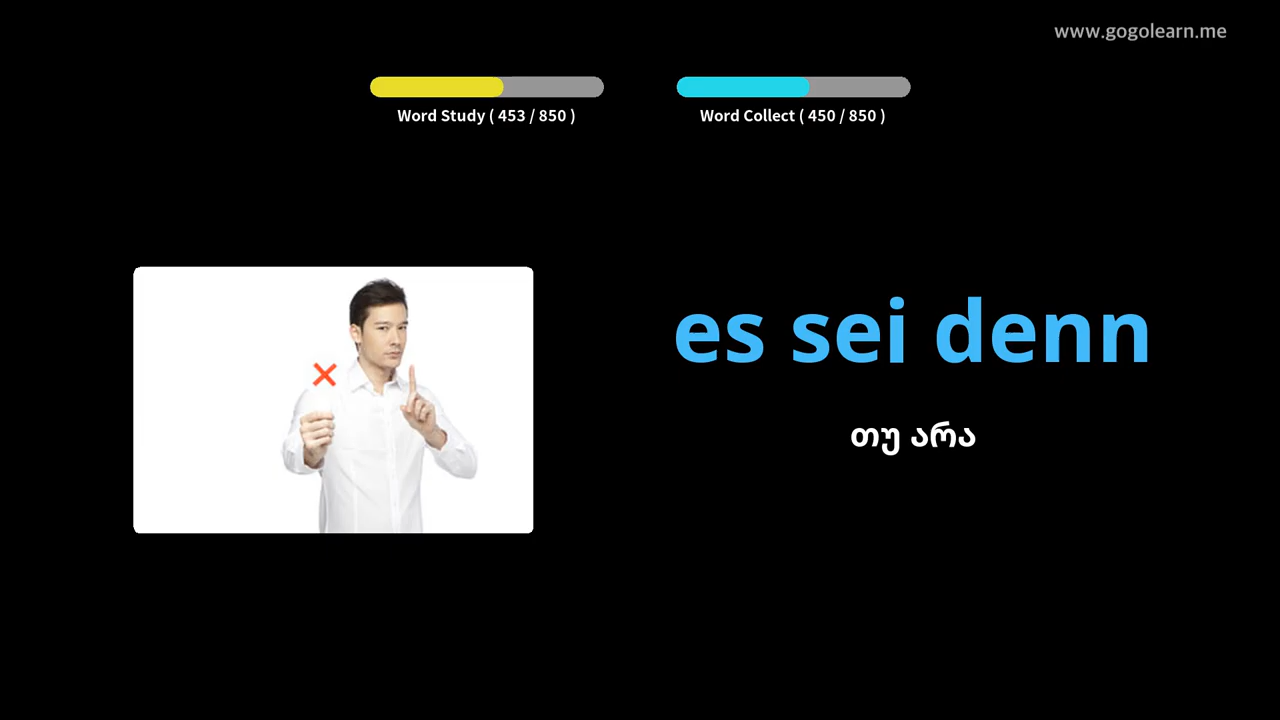 www.gogolearn.me
Word Study ( 453 / 850 )
Word Collect ( 450 / 850 )
es sei denn
თუ არა